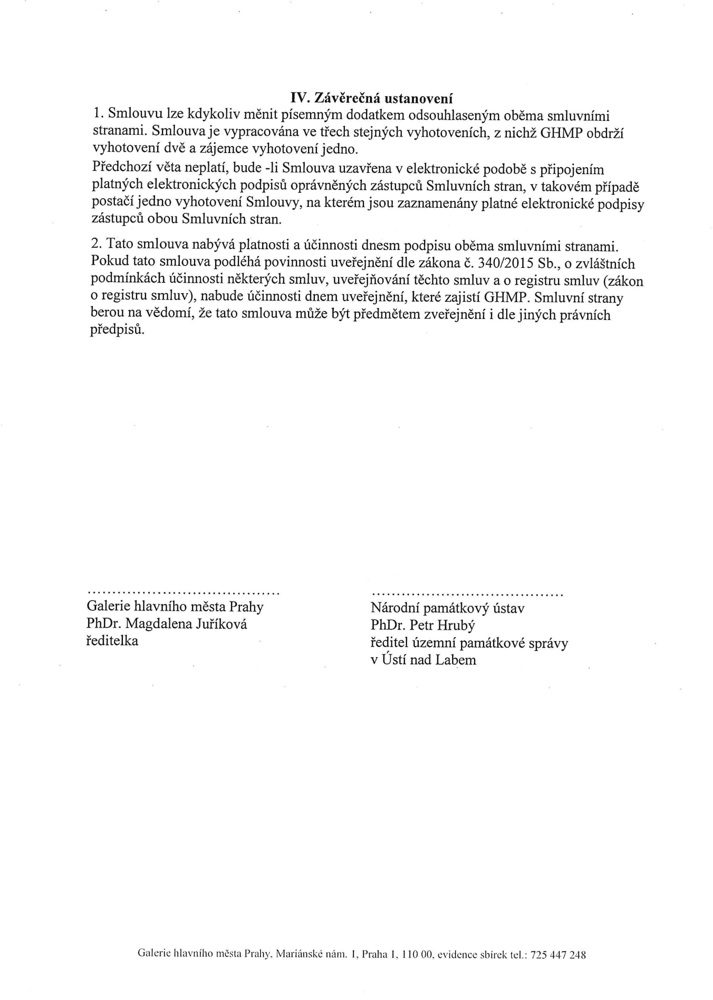 IV. Závěrečná ustanovení
1. Smlouvu lze kdykoliv měnit písemným dodatkem odsouhlaseným oběma smluvními
stranami. Smlouva je vypracována ve třech stejných vyhotoveních, z nichž GHMP obdrží
vyhotovení dvě a zájemce vyhotovení jedno.
Předchozí věta neplatí, bude -li Smlouva uzavřena v elektronické podobě s připojením
platných elektronických podpisů oprávněných zástupců Smluvních stran, v takovém případě
postačí jedno vyhotovení Smlouvy, na kterém jsou zaznamenány platné elektronické podpisy
zástupců obou Smluvních stran.
2. Tato smlouva nabývá platnosti a účinnosti dnesm podpisu oběma smluvními stranami.
Pokud tato smlouva podléhá povinnosti uveřejnění dle zákona č. 340/2015 Sb., o zvláštních
podmínkách účinnosti některých smluv, uveřejňování těchto smluv a o registru smluv (zákon
o registru smluv), nabude účinnosti dnem uveřejnění, které zajistí GHMP. Smluvní strany
berou na vědomí, že tato smlouva může být předmětem zveřejnění i dle jiných právních
předpisů.
.......................................
Galerie hlavního města Prahy
PhDr. Magdalena Juříková
ředitelka
.......................................
Národní památkový ústav
PhDr. Petr Hrubý
ředitel územní památkové správy
v Ústí nad Labem
Galerie hlavního města Prahy, Mariánské nám. 1, Praha 1, 110 00, evidence sbírek tel.: 725 447 248